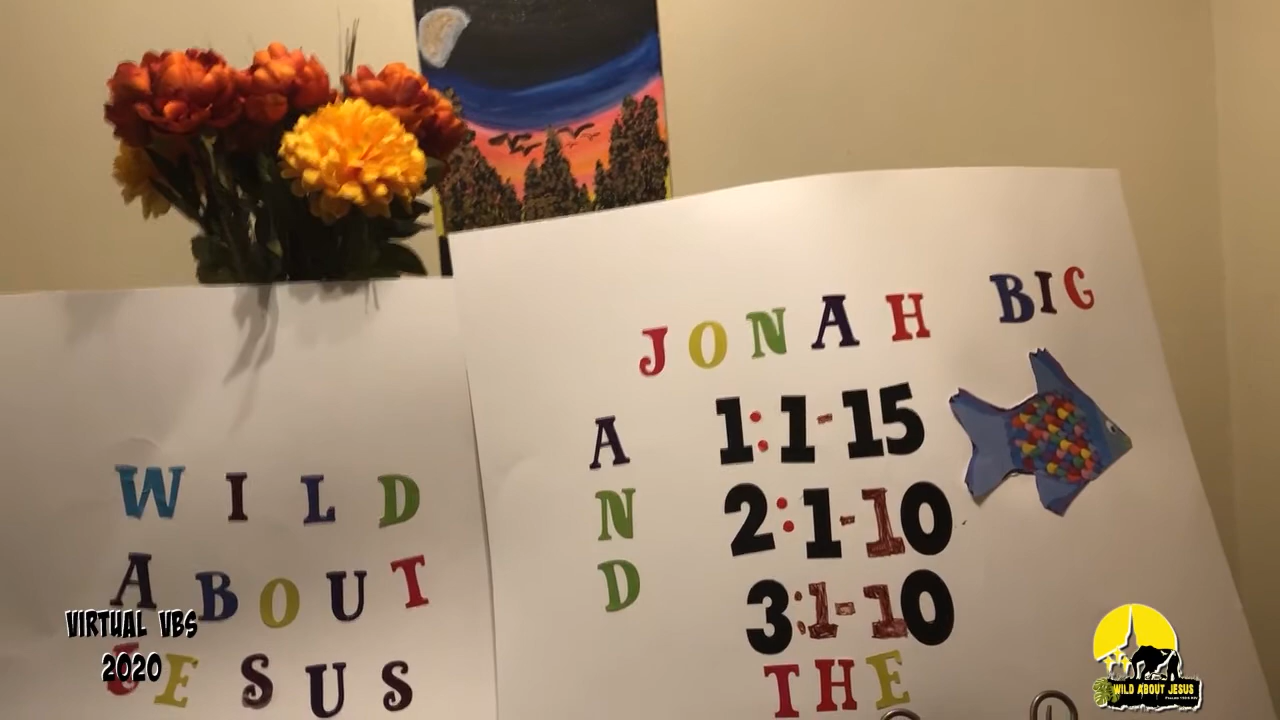 JONAH BIG
AND
1:1-15
2:1-10
3:1-10
THE
WILD
ABOUT
JESUS
VIRTUAL VBS
2020
WILD ABOUT JESUS